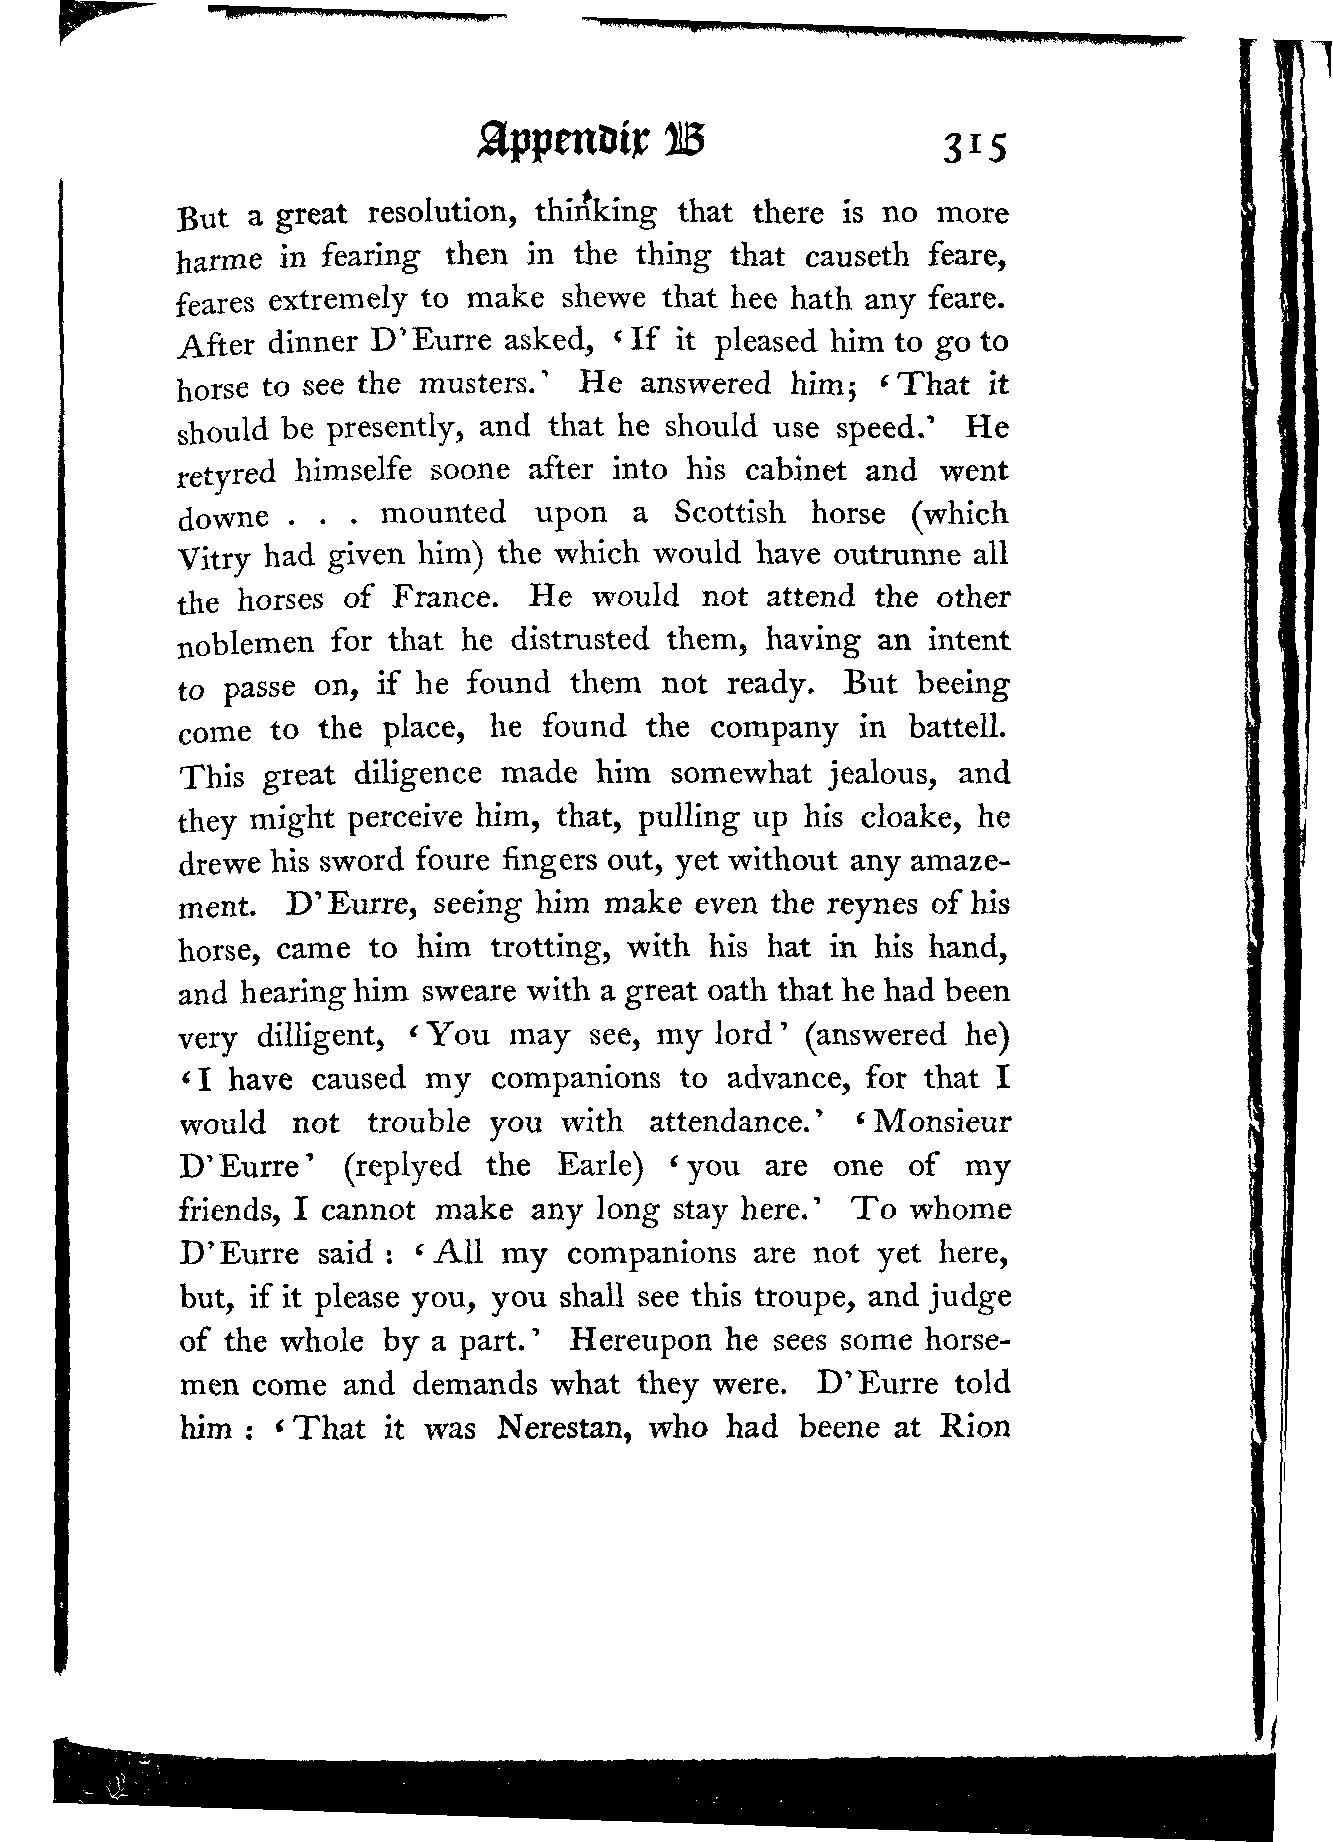 Appendix B 315
But a great resolution, thinking that there is no more
harme in fearing then in the thing that causeth feare,
feares extremely to make shewe that hee hath any feare.
After dinner D'Eurre asked, ‘If it pleased him to go to
horse to see the musters.’ He answered him; ‘That it
should be presently, and that he should use speed.’ He
retyred himselfe soone after into his cabinet and went
downe . . . mounted upon a Scottish horse (which
Vitry had given him) the which would have outrunne all
the horses of France. He would not attend the other
noblemen for that he distrusted them, having an intent
to passe on, if he found them not ready. But beeing
come to the place, he found the company in battell.
This great diligence made him somewhat jealous, and
they might perceive him, that, pulling up his cloake, he
drewe his sword foure fingers out, yet without any amaze-
ment. D'Eurre, seeing him make even the reynes of his
horse, came to him trotting, with his hat in his hand,
and hearing him sweare with a great oath that he had been
very dilligent, ‘You may see, my lord’ (answered he)
‘I have caused my companions to advance, for that I
would not trouble you with attendance.’ ‘Monsieur
D'Eurre’ (replyed the Earle) ‘you are one of my
friends, I cannot make any long stay here.’ To whome
D'Eurre said : ‘All my companions are not yet here,
but, if it please you, you shall see this troupe, and judge
of the whole by a part.’ Hereupon he sees some horse-
men come and demands what they were. D'Eurre told
him : ‘That it was Nerestan, who had beene at Rion